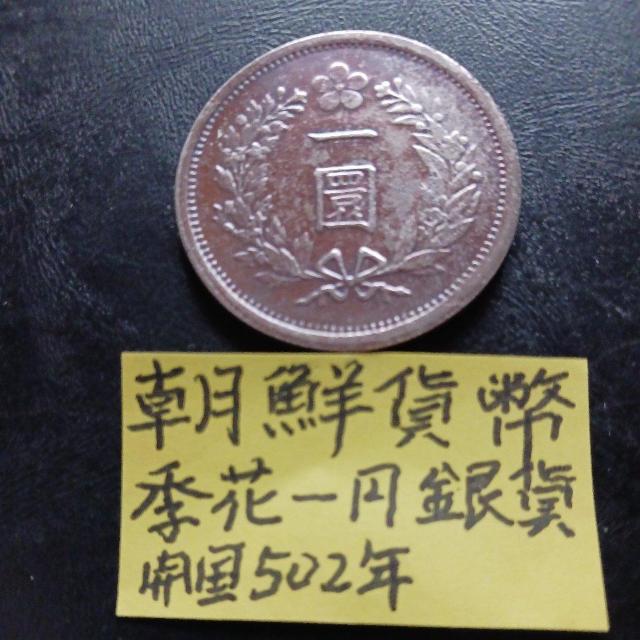 一
圜
朝鮮貨幣
季花一円銀貨
開国502年